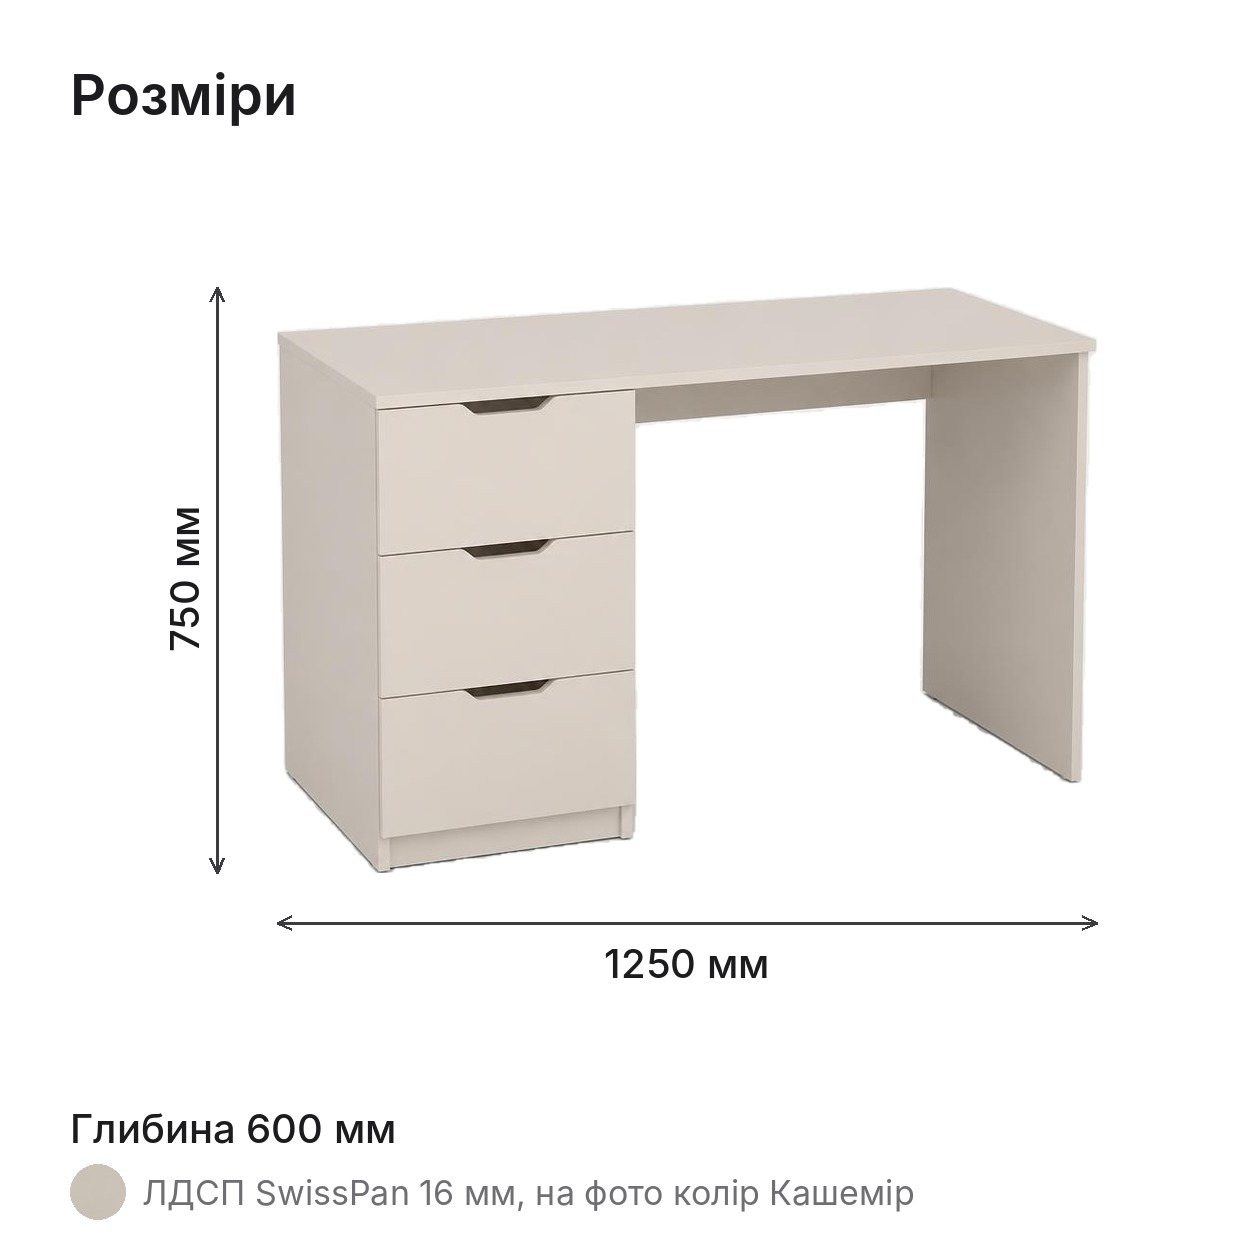 Розміри
750 мм
1250 мм
Глибина 600 мм
ЛДСП SwissPan 16 мм, на фото колір Кашемір